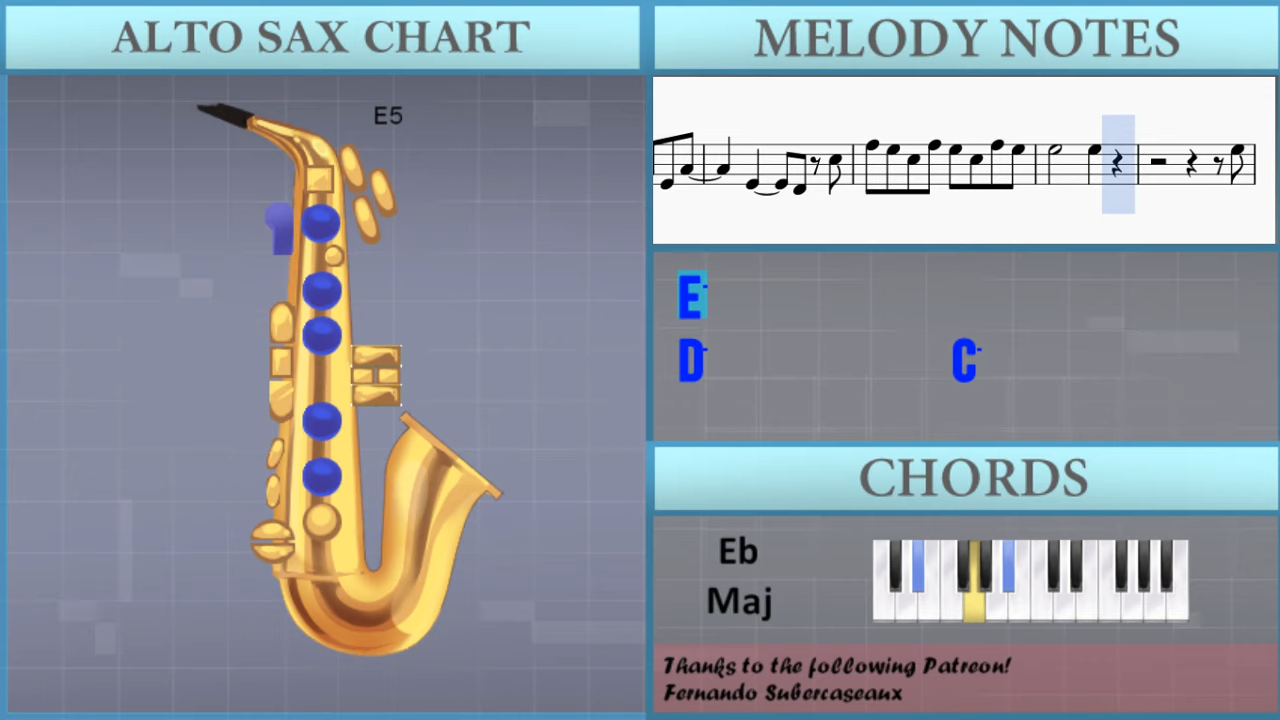 ALTO SAX CHART
E5
MELODY NOTES
E-
D- C-
CHORDS
Eb
Maj
Thanks to the following Patreon!
Fernando Subercaseaux